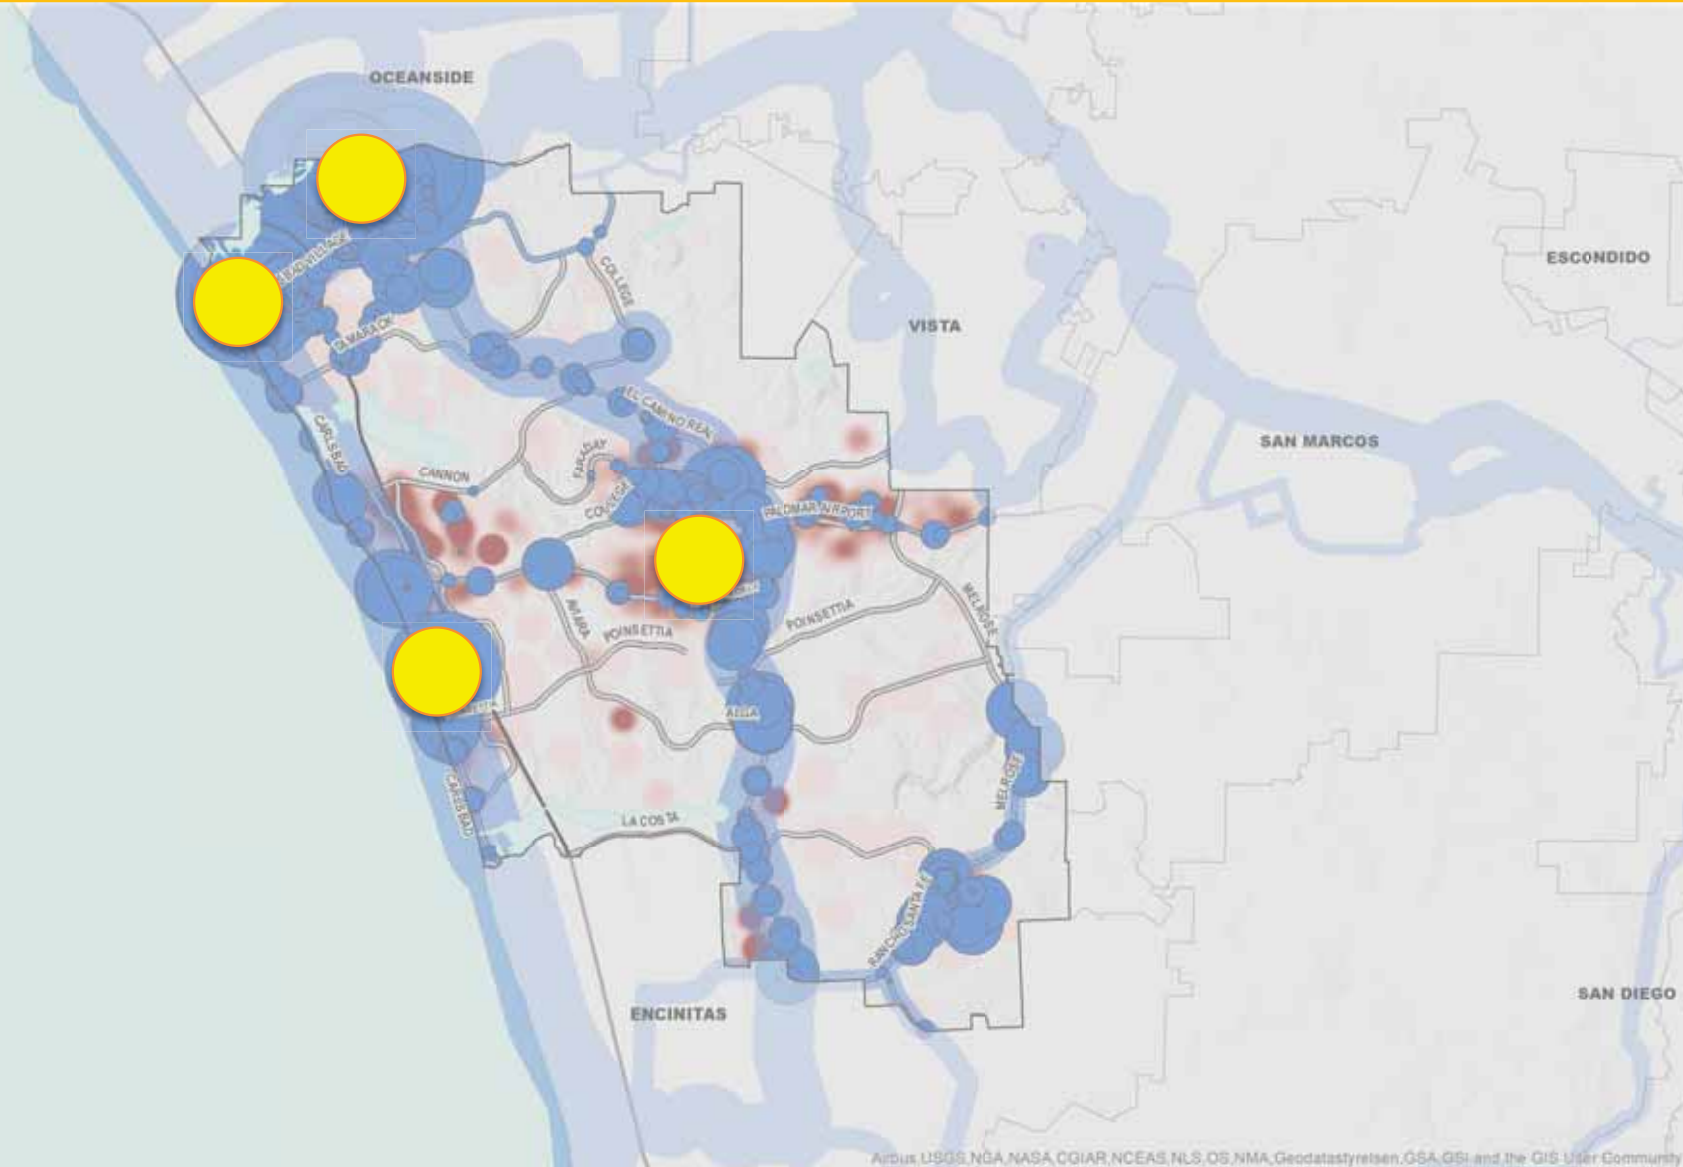 OCEANSIDE
BAD VILLAGE
COLLEGE
TAMARACK
VISTA
ESCONDIDO
EL CAMINO REAL
CARLSBAD
SAN MARCOS
FARADAY
CANNON
COLLEGE
PALOMAR AIRPORT
AVIARA
POINSETTIA
POINSETTIA
MELROSE
ALGA
MELROSE
CARLSBAD
LA COSTA
RANCHO SANTA FE
SAN DIEGO
ENCINITAS
Airbus,USGS,NGA,NASA,CGIAR,NCEAS,NLS,OS,NMA,Geodatastyrelsen,GSA,GSI and the GIS User Community